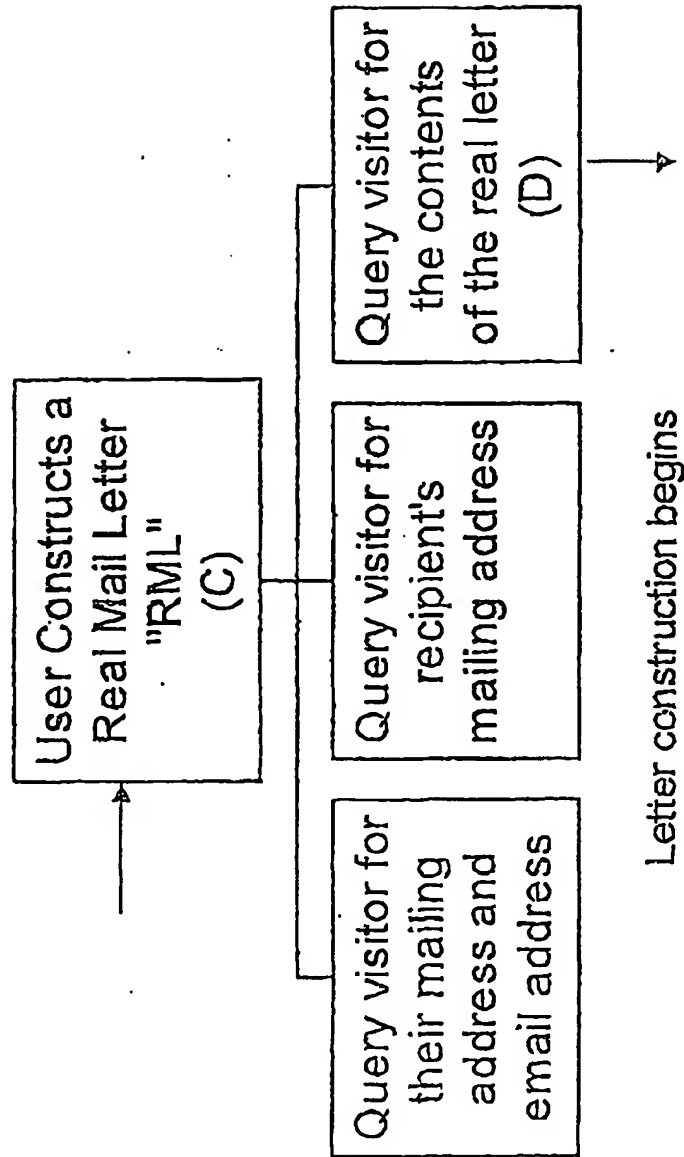 User Constructs a
Real Mail Letter
"RML"
(C)
Query visitor for
their mailing
address and
email address
Query visitor for
recipient's
mailing address
Query visitor for
the contents
of the real letter
(D)
Letter construction begins